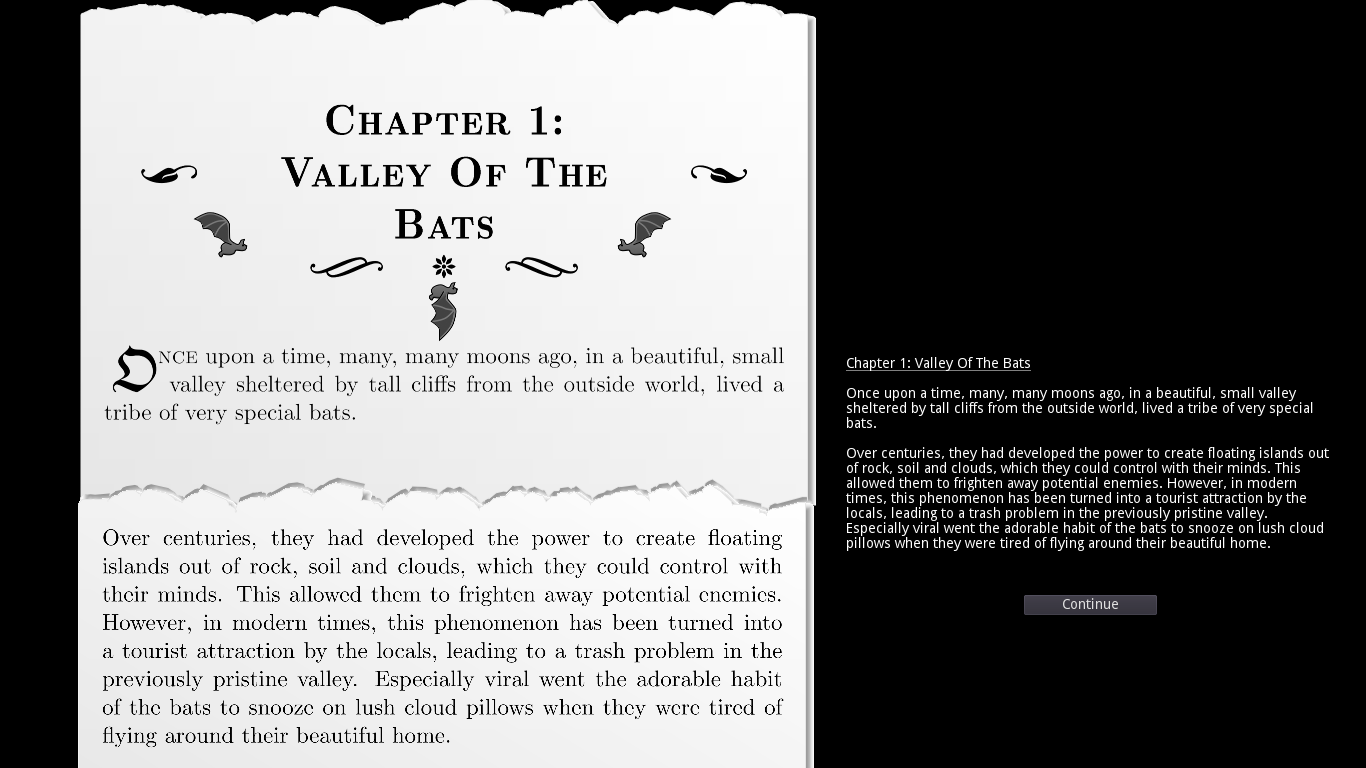 Chapter 1:
Valley Of The
Bats
Once upon a time, many, many moons ago, in a beautiful, small
valley sheltered by tall cliffs from the outside world, lived a
tribe of very special bats.
Over centuries, they had developed the power to create floating
islands out of rock, soil and clouds, which they could control with
their minds. This allowed them to frighten away potential enemies.
However, in modern times, this phenomenon has been turned into
a tourist attraction by the locals, leading to a trash problem in the
previously pristine valley. Especially viral went the adorable habit
of the bats to snooze on lush cloud pillows when they were tired of
flying around their beautiful home.
Chapter 1: Valley Of The Bats
Once upon a time, many, many moons ago, in a beautiful, small valley
sheltered by tall cliffs from the outside world, lived a tribe of very special
bats.
Over centuries, they had developed the power to create floating islands out
of rock, soil and clouds, which they could control with their minds. This
allowed them to frighten away potential enemies. However, in modern
times, this phenomenon has been turned into a tourist attraction by the
locals, leading to a trash problem in the previously pristine valley.
Especially viral went the adorable habit of the bats to snooze on lush cloud
pillows when they were tired of flying around their beautiful home.
Continue